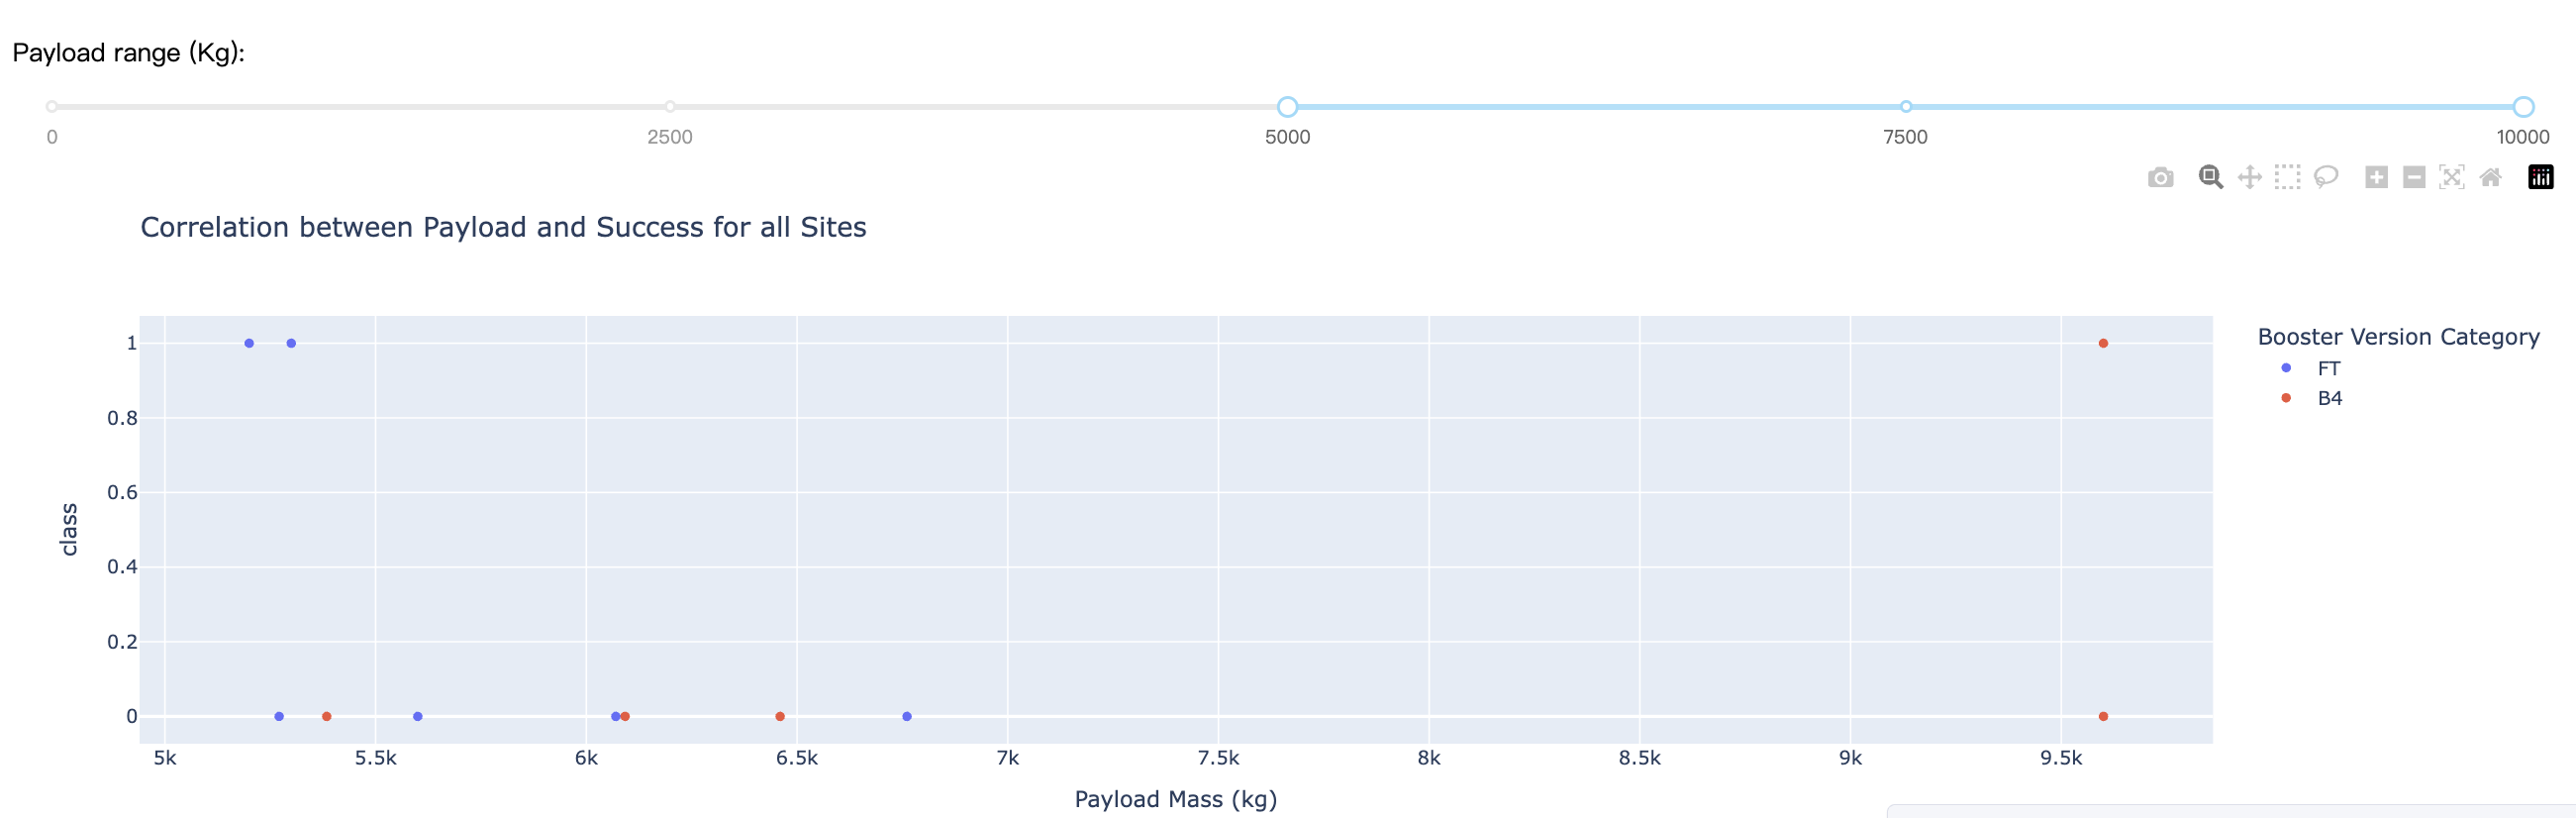 Payload range (Kg):
0 2500 5000 7500 10000
Correlation between Payload and Success for all Sites
Booster Version Category
FT
B4
1
0.8
0.6
0.4
0.2
0
class
5k 5.5k 6k 6.5k 7k 7.5k 8k 8.5k 9k 9.5k
Payload Mass (kg)